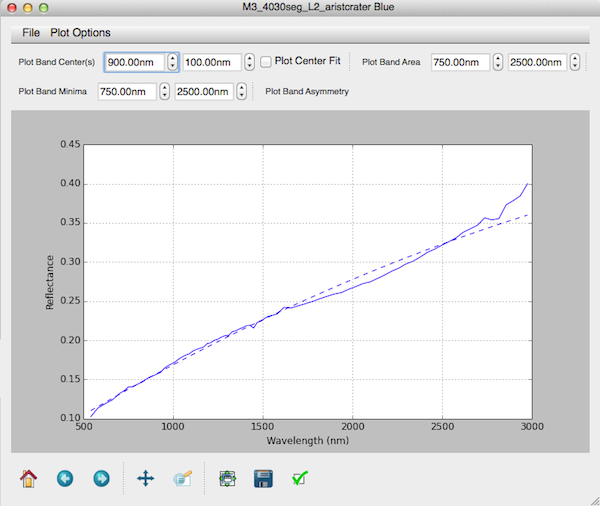 M3_4030seg_L2_aristcrater Blue
File Plot Options
Plot Band Center(s) 900.00nm 100.00nm Plot Center Fit Plot Band Area 750.00nm 2500.00nm
Plot Band Minima 750.00nm 2500.00nm Plot Band Asymmetry
0.45
0.40
0.35
0.30
0.25
0.20
0.15
0.10
Reflectance
500 1000 1500 2000 2500 3000
Wavelength (nm)